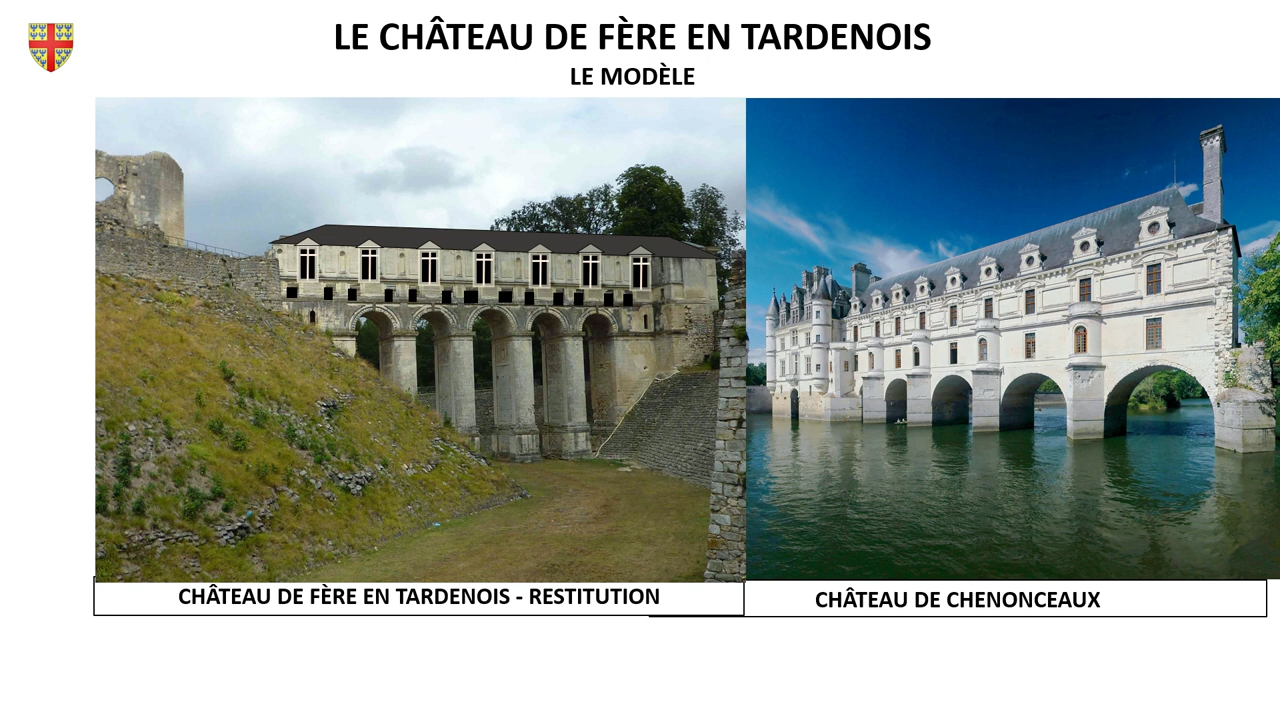 LE CHÂTEAU DE FÈRE EN TARDENOIS
LE MODÈLE
CHÂTEAU DE FÈRE EN TARDENOIS - RESTITUTION
CHÂTEAU DE CHENONCEAUX